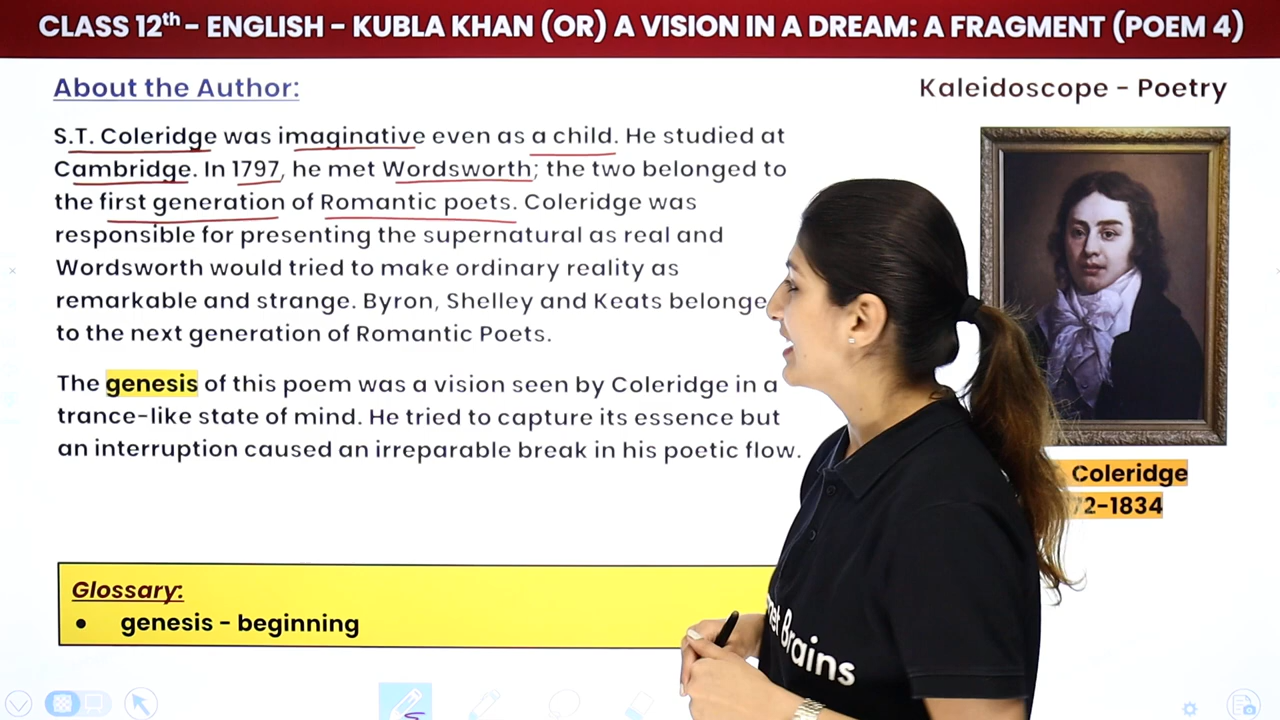 CLASS 12th – ENGLISH – KUBLA KHAN (OR) A VISION IN A DREAM: A FRAGMENT (POEM 4)
About the Author:
Kaleidoscope - Poetry
S.T. Coleridge was imaginative even as a child. He studied at
Cambridge. In 1797, he met Wordsworth; the two belonged to
the first generation of Romantic poets. Coleridge was
responsible for presenting the supernatural as real and
Wordsworth would tried to make ordinary reality as
remarkable and strange. Byron, Shelley and Keats belonge
to the next generation of Romantic Poets.
The genesis of this poem was a vision seen by Coleridge in a
trance-like state of mind. He tried to capture its essence but
an interruption caused an irreparable break in his poetic flow.
Coleridge
72-1834
Glossary:
● genesis - beginning
net Brains